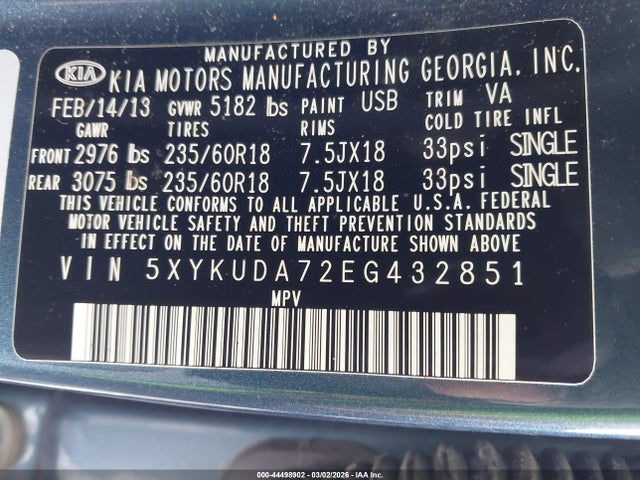 MANUFACTURED BY
KIA KIA MOTORS MANUFACTURING GEORGIA, INC.
FEB/14/13 GVWR 5182 lbs PAINT USB TRIM VA
GAWR TIRES RIMS COLD TIRE INFL
FRONT 2976 lbs 235/60R18 7.5JX18 33psi SINGLE
REAR 3075 lbs 235/60R18 7.5JX18 33psi SINGLE
THIS VEHICLE CONFORMS TO ALL APPLICABLE U.S.A. FEDERAL
MOTOR VEHICLE SAFETY AND THEFT PREVENTION STANDARDS
IN EFFECT ON THE DATE OF MANUFACTURE SHOWN ABOVE
VIN 5XYKUDA72EG432851
MPV
000-44498902 - 03/02/2026 - IAAI.com